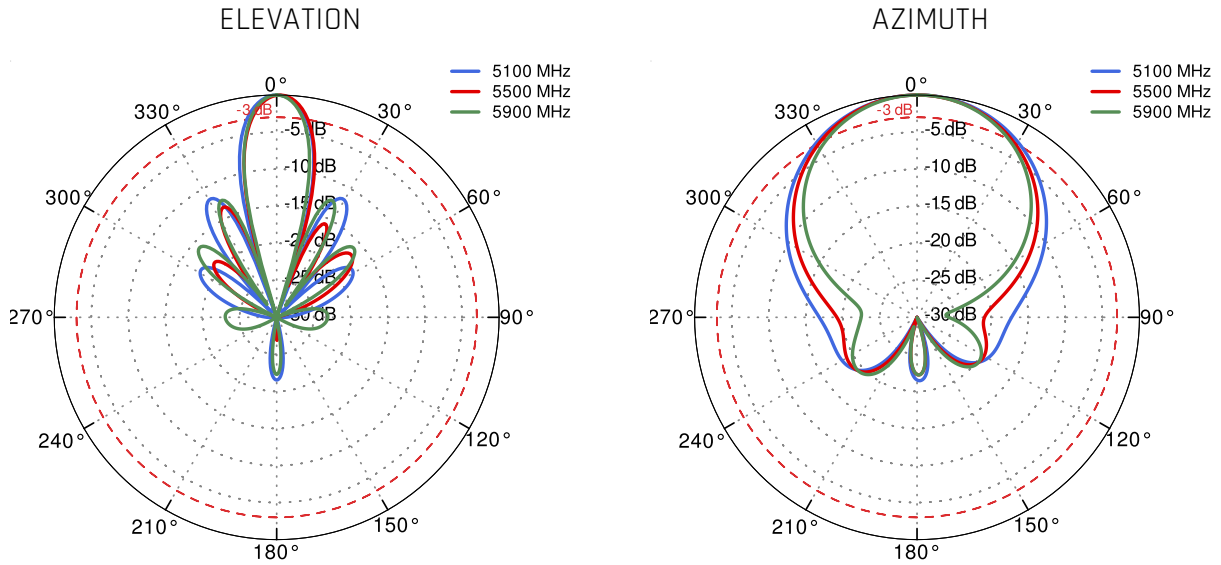 ELEVATION
5100 MHz
5500 MHz
5900 MHz
0°
30°
60°
90°
120°
150°
180°
210°
240°
270°
300°
330°
-3 dB
-5 dB
-10 dB
-15 dB
-20 dB
-25 dB
-30 dB
AZIMUTH
5100 MHz
5500 MHz
5900 MHz
0°
30°
60°
90°
120°
150°
180°
210°
240°
270°
300°
330°
-3 dB
-5 dB
-10 dB
-15 dB
-20 dB
-25 dB
-30 dB